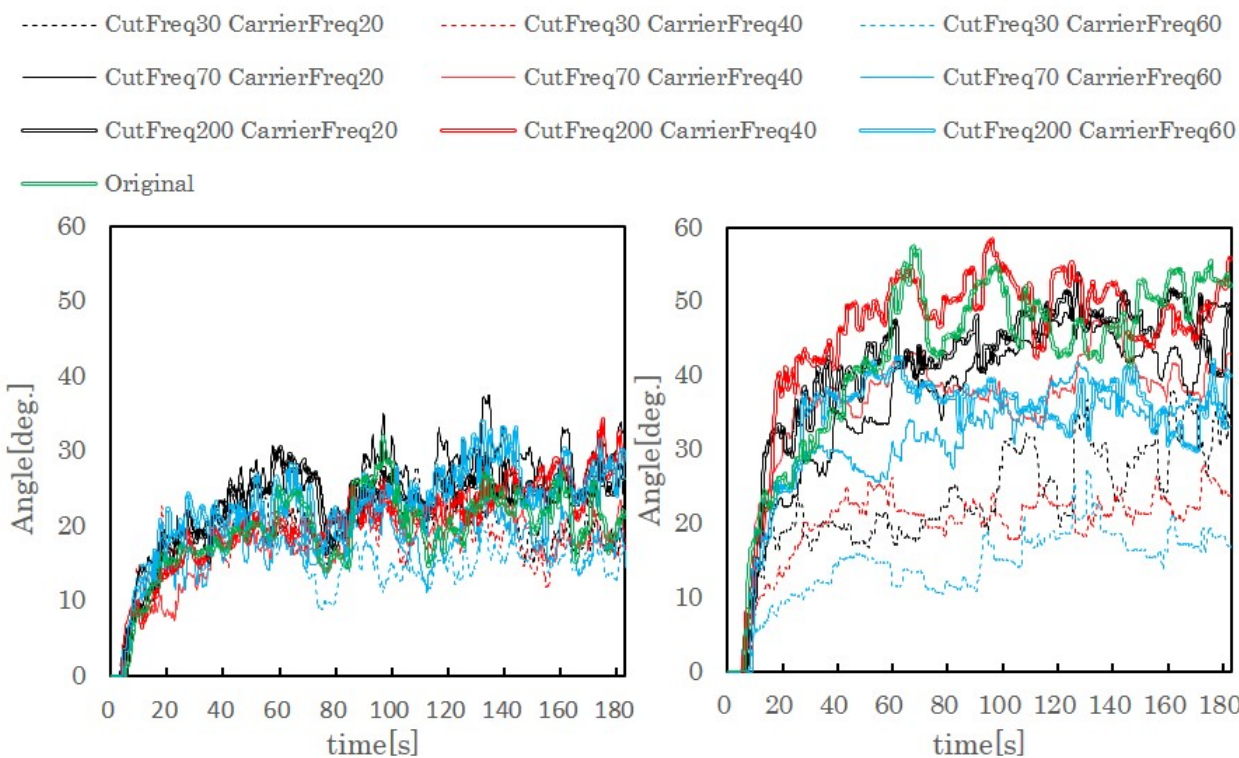 CutFreq30 CarrierFreq20 CutFreq30 CarrierFreq40 CutFreq30 CarrierFreq60
CutFreq70 CarrierFreq20 CutFreq70 CarrierFreq40 CutFreq70 CarrierFreq60
CutFreq200 CarrierFreq20 CutFreq200 CarrierFreq40 CutFreq200 CarrierFreq60
Original
60
50
40
30
20
10
0
Angle[deg.]
0 20 40 60 80 100 120 140 160 180
time[s]
60
50
40
30
20
10
0
Angle[deg.]
0 20 40 60 80 100 120 140 160 180
time[s]